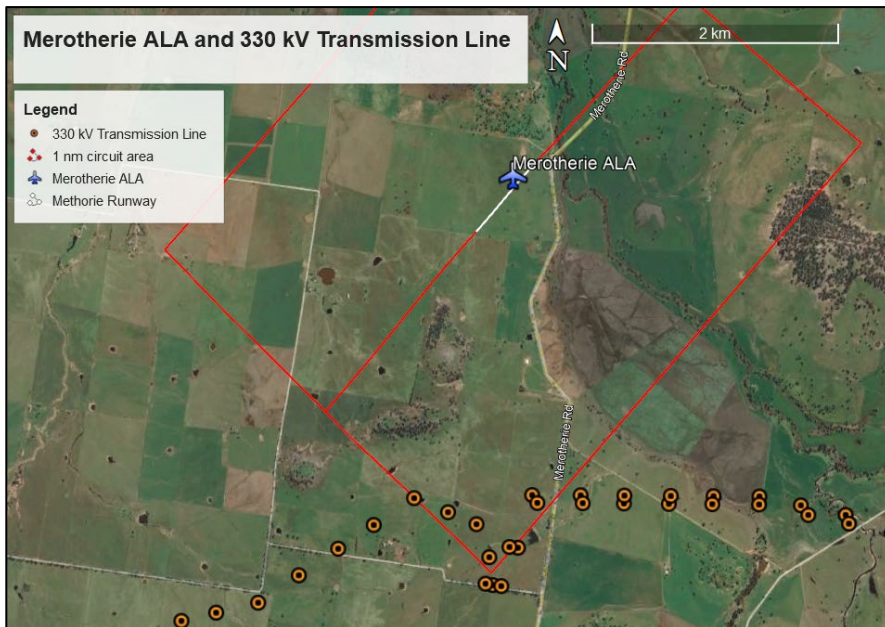 Merotherie ALA and 330 kV Transmission Line
N
2 km
Merotherie Rd
Legend
330 kV Transmission Line
1 nm circuit area
Merotherie ALA
Methorie Runway
Merotherie ALA
Merotherie Rd